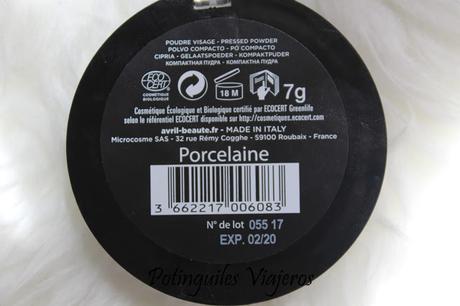 POUDRE VISAGE - PRESSED POWDER
POLVO COMPACTO - PÓ COMPACTO
CIPRIA - GELAATSPOEDER - KOMPAKTPUDER
КОМПАКТНАЯ ПУДРА - КОМПАКТНА ПУДРА
ECO
CERT
COSMÉTIQUE
BIOLOGIQUE
18 M
7g
Cosmétique Écologique et Biologique certifié par ECOCERT Greenlife
selon le référentiel ECOCERT disponible sur http://cosmetiques.ecocert.com
avril-beaute.fr - MADE IN ITALY
Microcosme SAS - 32 rue Rémy Cogghe - 59100 Roubaix - France
Porcelaine
3 662217 006083
N° de lot 055 17
EXP. 02/20
Potinguiles Viajeros